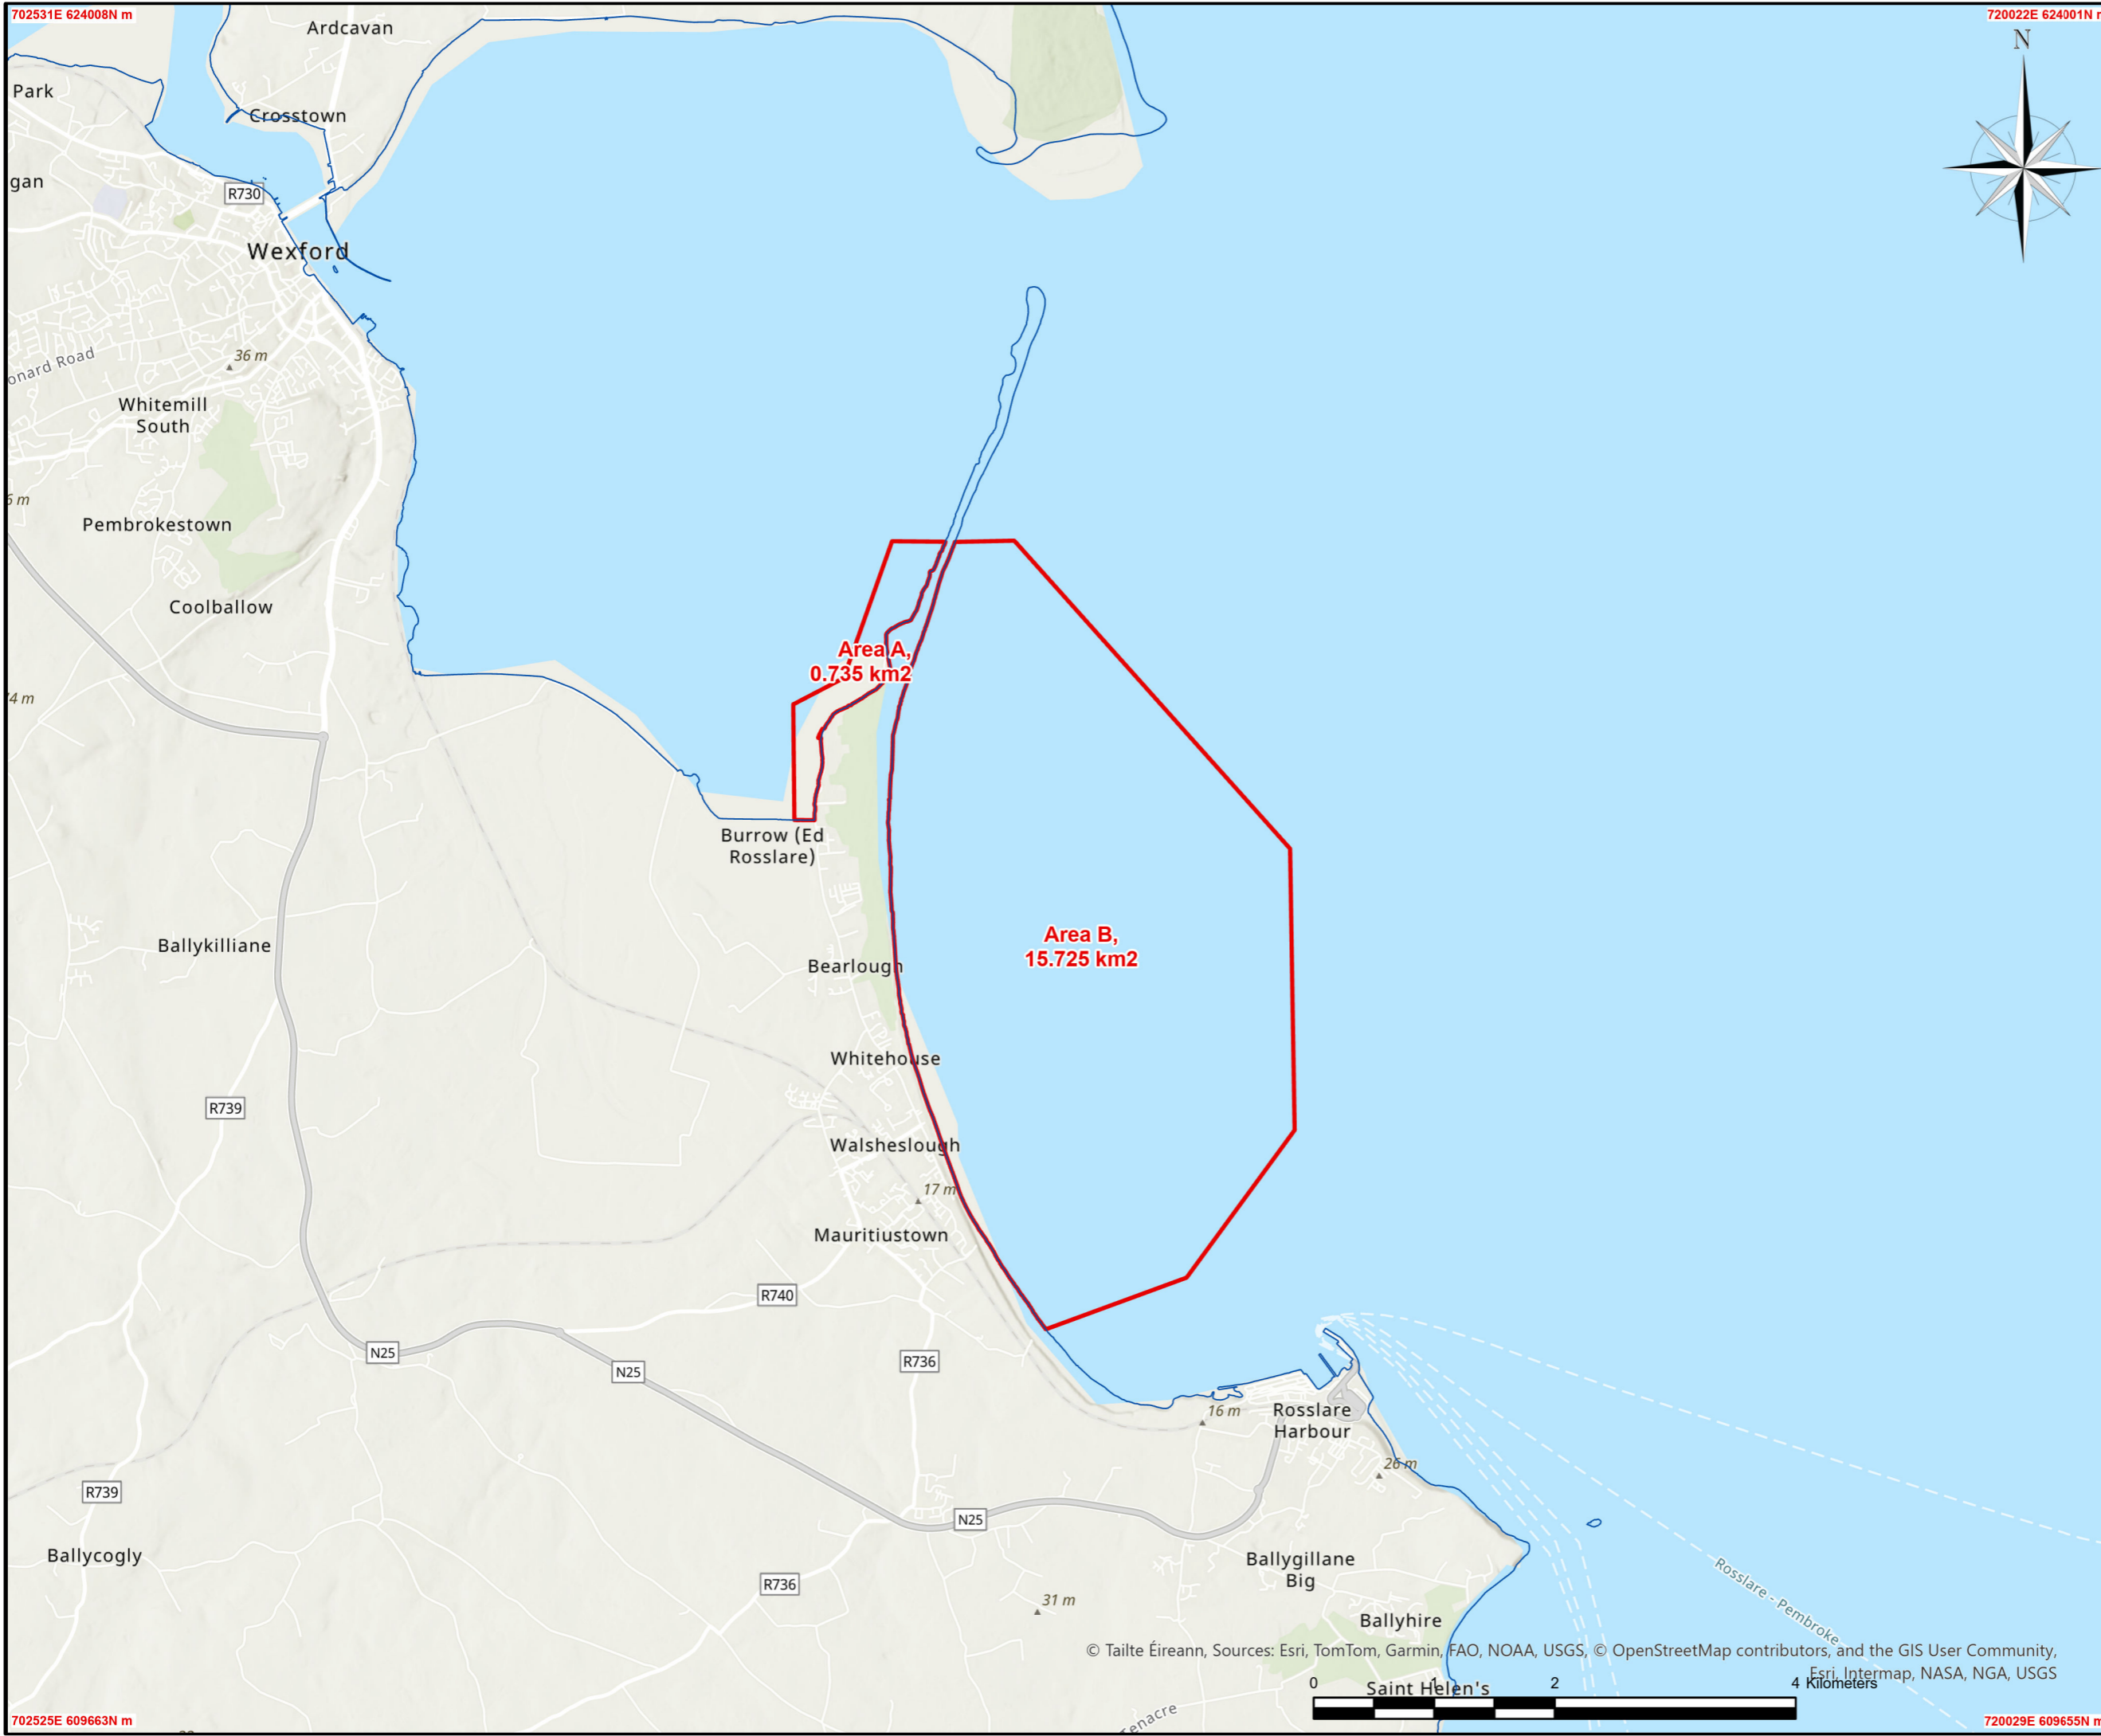 702531E 624008N m
720022E 624001N m
N
Ardcavan
Park
Crosstown
gan
R730
Wexford
36 m
onard Road
Whitemill
South
6 m
Pembrokestown
Coolballow
Area A,
0.735 km2
4 m
Burrow (Ed
Rosslare)
Area B,
15.725 km2
Ballykilliane
Bearlough
Whitehouse
R739
Walsheslough
17 m
Mauritiustown
R740
N25
N25
R736
16 m
Rosslare
Harbour
26 m
R739
N25
Ballycogly
Ballygillane
Big
R736
31 m
Rosslare - Pembroke
Ballyhire
© Tailte Éireann, Sources: Esri, TomTom, Garmin, FAO, NOAA, USGS, © OpenStreetMap contributors, and the GIS User Community,
Esri, Intermap, NASA, NGA, USGS
0 1 2 4 Kilometers
Saint Helen's
Tenacre
702525E 609663N m
720029E 609655N m